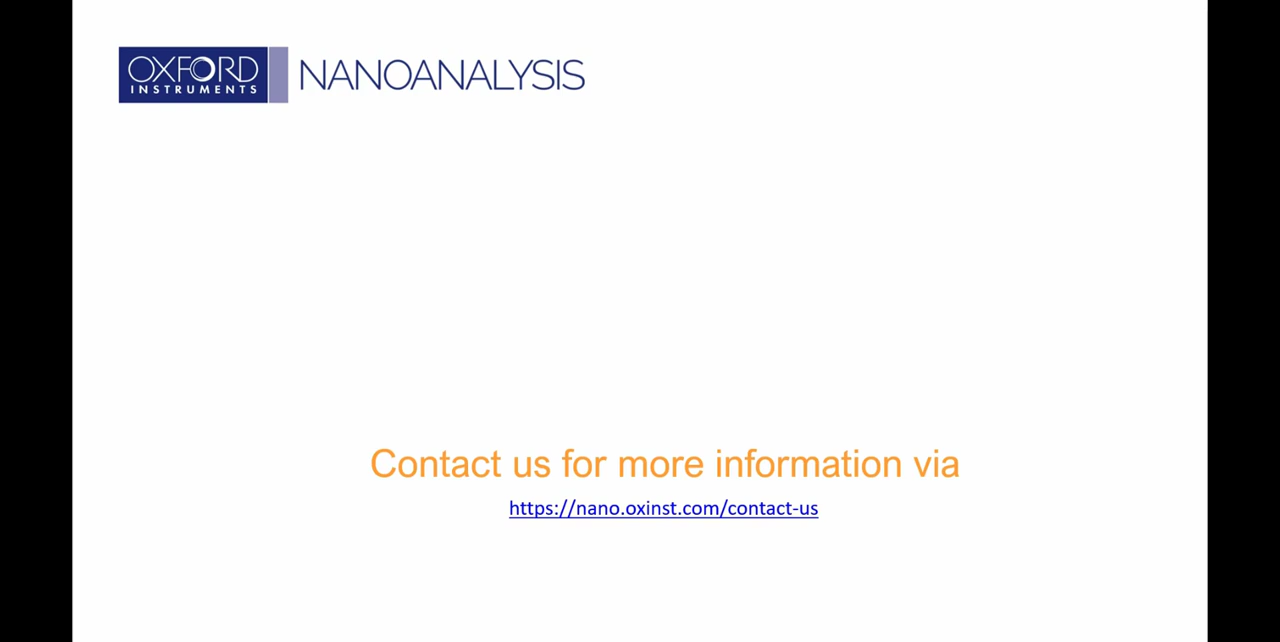 OXFORD
INSTRUMENTS
NANOANALYSIS
Contact us for more information via
https://nano.oxinst.com/contact-us